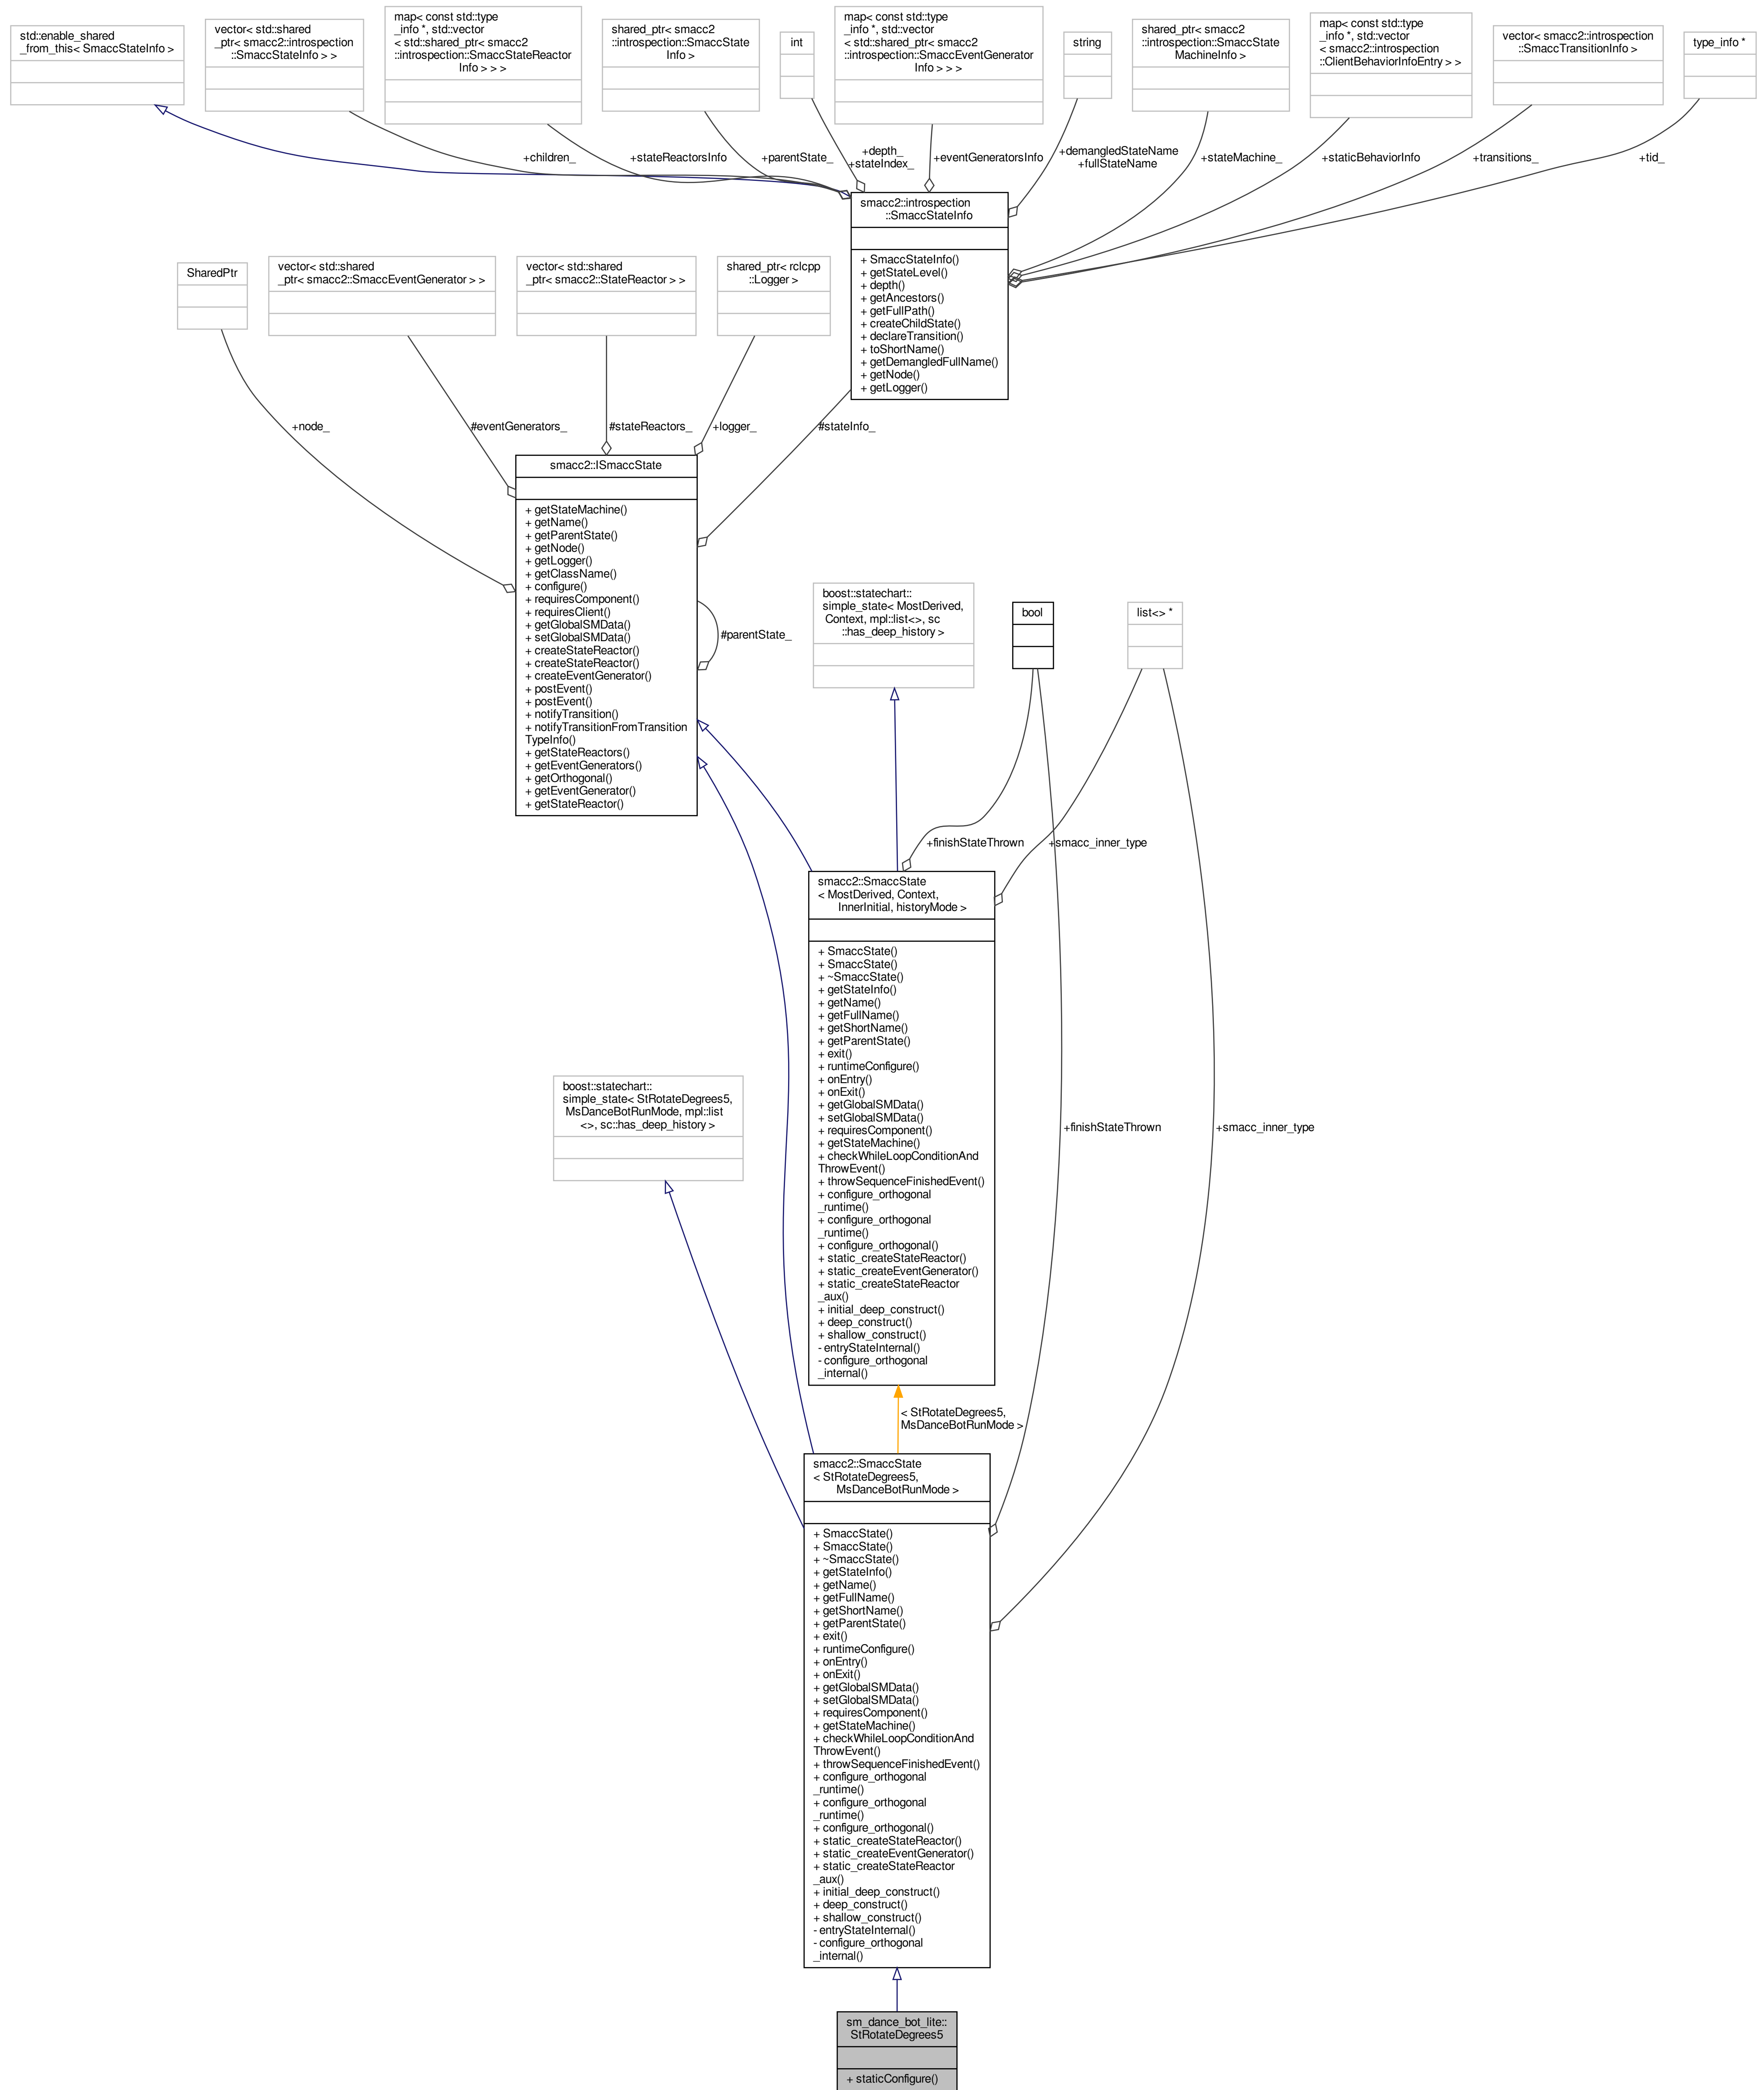 std::enable_shared
_from_this< SmaccStateInfo >
vector< std::shared
_ptr< smacc2::introspection
::SmaccStateInfo > >
map< const std::type
_info *, std::vector
< std::shared_ptr< smacc2
::introspection::SmaccStateReactor
Info > > >
shared_ptr< smacc2
::introspection::SmaccState
Info >
int
map< const std::type
_info *, std::vector
< std::shared_ptr< smacc2
::introspection::SmaccEventGenerator
Info > > >
string
shared_ptr< smacc2
::introspection::SmaccState
MachineInfo >
map< const std::type
_info *, std::vector
< smacc2::introspection
::ClientBehaviorInfoEntry > >
vector< smacc2::introspection
::SmaccTransitionInfo >
type_info *
+children_
+stateReactorsInfo
+parentState_
+depth_
+stateIndex_
+eventGeneratorsInfo
+demangledStateName
+fullStateName
+stateMachine_
+staticBehaviorInfo
+transitions_
+tid_
smacc2::introspection
::SmaccStateInfo
+ SmaccStateInfo()
+ getStateLevel()
+ depth()
+ getAncestors()
+ getFullPath()
+ createChildState()
+ declareTransition()
+ toShortName()
+ getDemangledFullName()
+ getNode()
+ getLogger()
SharedPtr
vector< std::shared
_ptr< smacc2::SmaccEventGenerator > >
vector< std::shared
_ptr< smacc2::StateReactor > >
shared_ptr< rclcpp
::Logger >
+node_
#eventGenerators_
#stateReactors_
+logger_
#stateInfo_
smacc2::ISmaccState
+ getStateMachine()
+ getName()
+ getParentState()
+ getNode()
+ getLogger()
+ getClassName()
+ configure()
+ requiresComponent()
+ requiresClient()
+ getGlobalSMData()
+ setGlobalSMData()
+ createStateReactor()
+ createStateReactor()
+ createEventGenerator()
+ postEvent()
+ postEvent()
+ notifyTransition()
+ notifyTransitionFromTransition
TypeInfo()
+ getStateReactors()
+ getEventGenerators()
+ getOrthogonal()
+ getEventGenerator()
+ getStateReactor()
#parentState_
boost::statechart::
simple_state< MostDerived,
Context, mpl::list<>, sc
::has_deep_history >
bool
list<> *
+finishStateThrown
+smacc_inner_type
smacc2::SmaccState
< MostDerived, Context,
InnerInitial, historyMode >
+ SmaccState()
+ SmaccState()
+ ~SmaccState()
+ getStateInfo()
+ getName()
+ getFullName()
+ getShortName()
+ getParentState()
+ exit()
+ runtimeConfigure()
+ onEntry()
+ onExit()
+ getGlobalSMData()
+ setGlobalSMData()
+ requiresComponent()
+ getStateMachine()
+ checkWhileLoopConditionAnd
ThrowEvent()
+ throwSequenceFinishedEvent()
+ configure_orthogonal
_runtime()
+ configure_orthogonal
_runtime()
+ configure_orthogonal()
+ static_createStateReactor()
+ static_createEventGenerator()
+ static_createStateReactor
_aux()
+ initial_deep_construct()
+ deep_construct()
+ shallow_construct()
- entryStateInternal()
- configure_orthogonal
_internal()
boost::statechart::
simple_state< StRotateDegrees5,
MsDanceBotRunMode, mpl::list
<>, sc::has_deep_history >
+finishStateThrown
+smacc_inner_type
< StRotateDegrees5,
MsDanceBotRunMode >
smacc2::SmaccState
< StRotateDegrees5,
MsDanceBotRunMode >
+ SmaccState()
+ SmaccState()
+ ~SmaccState()
+ getStateInfo()
+ getName()
+ getFullName()
+ getShortName()
+ getParentState()
+ exit()
+ runtimeConfigure()
+ onEntry()
+ onExit()
+ getGlobalSMData()
+ setGlobalSMData()
+ requiresComponent()
+ getStateMachine()
+ checkWhileLoopConditionAnd
ThrowEvent()
+ throwSequenceFinishedEvent()
+ configure_orthogonal
_runtime()
+ configure_orthogonal
_runtime()
+ configure_orthogonal()
+ static_createStateReactor()
+ static_createEventGenerator()
+ static_createStateReactor
_aux()
+ initial_deep_construct()
+ deep_construct()
+ shallow_construct()
- entryStateInternal()
- configure_orthogonal
_internal()
sm_dance_bot_lite::
StRotateDegrees5
+ staticConfigure()